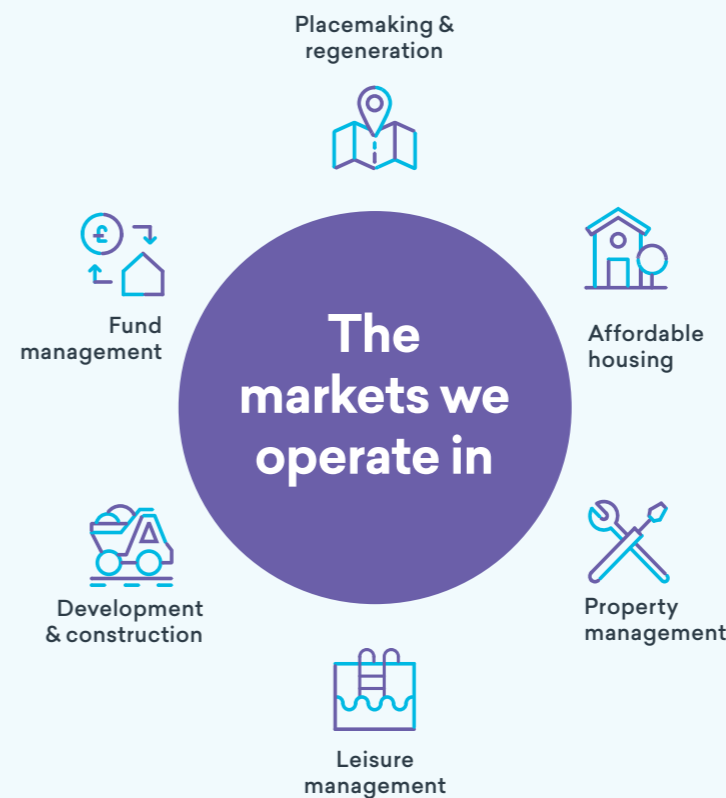 Placemaking &
regeneration
£
Fund
management
The
markets we
operate in
Affordable
housing
Development
& construction
Property
management
Leisure
management